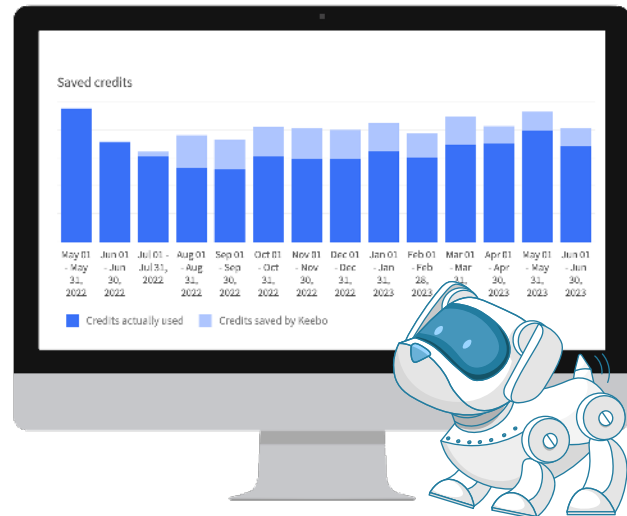 Saved credits
May 01 - May 31, 2022
Jun 01 - Jun 30, 2022
Jul 01 - Jul 31, 2022
Aug 01 - Aug 31, 2022
Sep 01 - Sep 30, 2022
Oct 01 - Oct 31, 2022
Nov 01 - Nov 30, 2022
Dec 01 - Dec 31, 2022
Jan 01 - Jan 31, 2023
Feb 01 - Feb 28, 2023
Mar 01 - Mar 31,
Apr 01 - Apr 30, 2023
May 01 - May 31, 2023
Jun 01 - Jun 30, 2023
Credits actually used
Credits saved by Keebo